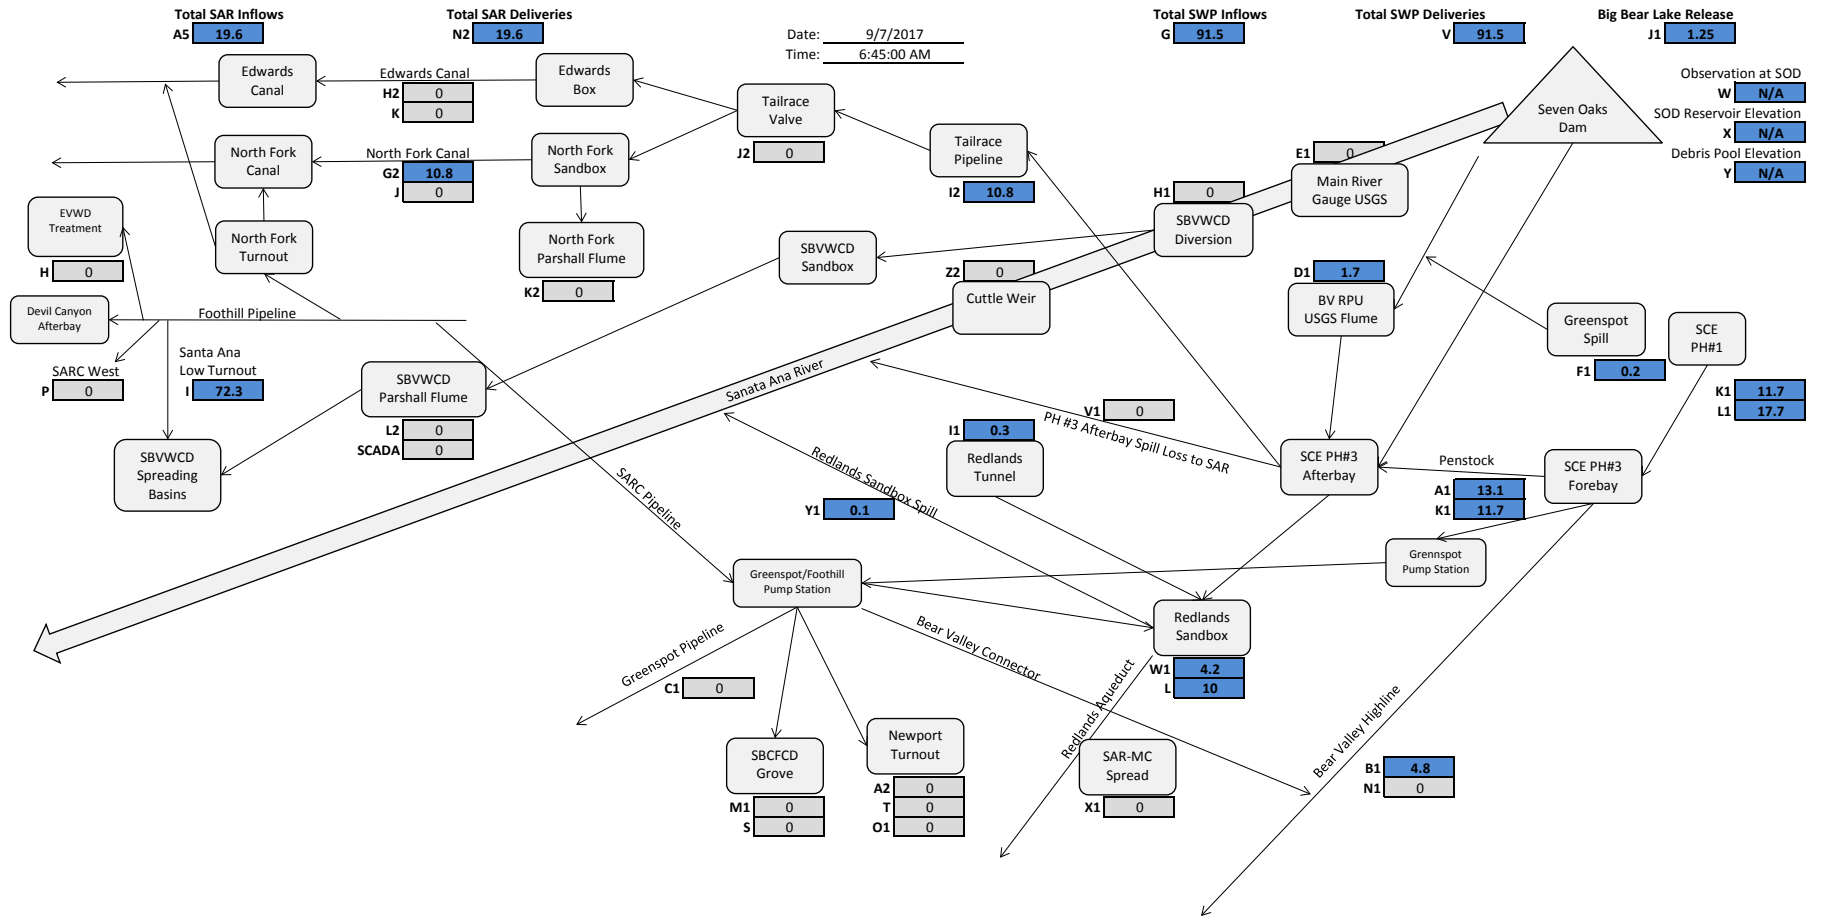 Total SAR Inflows
A5 19.6
Total SAR Deliveries
N2 19.6
Date: 9/7/2017
Time: 6:45:00 AM
Total SWP Inflows
G 91.5
Total SWP Deliveries
V 91.5
Big Bear Lake Release
J1 1.25
Observation at SOD
W N/A
SOD Reservoir Elevation
X N/A
Debris Pool Elevation
Y N/A
Seven Oaks
Dam
Edwards
Canal
Edwards Canal
H2 0
K 0
Edwards
Box
Tailrace
Valve
J2 0
Tailrace
Pipeline
I2 10.8
North Fork
Canal
North Fork Canal
G2 10.8
J 0
North Fork
Sandbox
E1 0
Main River
Gauge USGS
H1 0
SBVWCD
Diversion
EVWD
Treatment
H 0
North Fork
Turnout
North Fork
Parshall Flume
K2 0
SBVWCD
Sandbox
Z2 0
Cuttle Weir
D1 1.7
BV RPU
USGS Flume
Greenspot
Spill
F1 0.2
SCE
PH#1
K1 11.7
L1 17.7
Devil Canyon
Afterbay
Foothill Pipeline
SARC West
P 0
Santa Ana
Low Turnout
I 72.3
SBVWCD
Parshall Flume
L2 0
SCADA 0
Sanata Ana River
V1 0
PH #3 Afterbay Spill Loss to SAR
I1 0.3
Redlands
Tunnel
SCE PH#3
Afterbay
Penstock
A1 13.1
K1 11.7
SCE PH#3
Forebay
SBVWCD
Spreading
Basins
SARC Pipeline
Redlands Sandbox Spill
Y1 0.1
Grennspot
Pump Station
Greenspot/Foothill
Pump Station
Redlands
Sandbox
W1 4.2
L 10
Greenspot Pipeline
C1 0
Bear Valley Connector
Redlands Aqueduct
Bear Valley Highline
SBCFCD
Grove
M1 0
S 0
Newport
Turnout
A2 0
T 0
O1 0
SAR-MC
Spread
X1 0
B1 4.8
N1 0